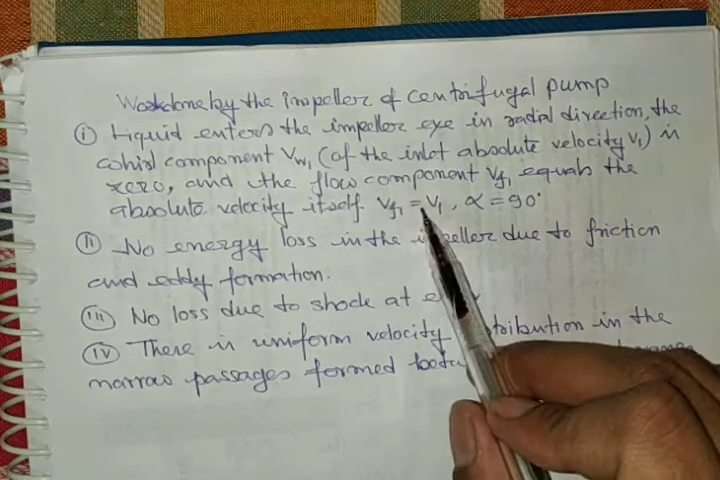 Workdone by the impeller of centrifugal pump
(i) Liquid enters the impeller eye in radial direction, the
whirl component Vw1 (of the inlet absolute velocity V1) is
zero, and the flow component Vf1 equals the
absolute velocity itself Vf1 = V1, α = 90°
(ii) No energy loss in the impeller due to friction
and eddy formation.
(iii) No loss due to shock at
(iv) There is uniform velocity in the
narrow passages formed